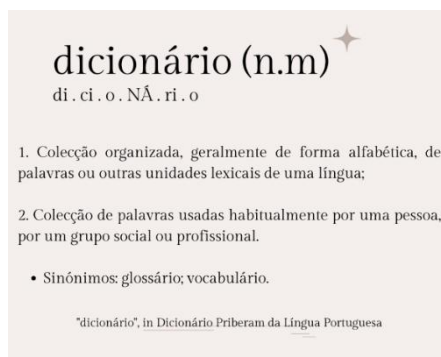 dicionário (n.m)
di . ci . o . NÁ . ri . o
1. Colecção organizada, geralmente de forma alfabética, de
palavras ou outras unidades lexicais de uma língua;
2. Colecção de palavras usadas habitualmente por uma pessoa,
por um grupo social ou profissional.
• Sinónimos: glossário; vocabulário.
"dicionário", in Dicionário Priberam da Língua Portuguesa